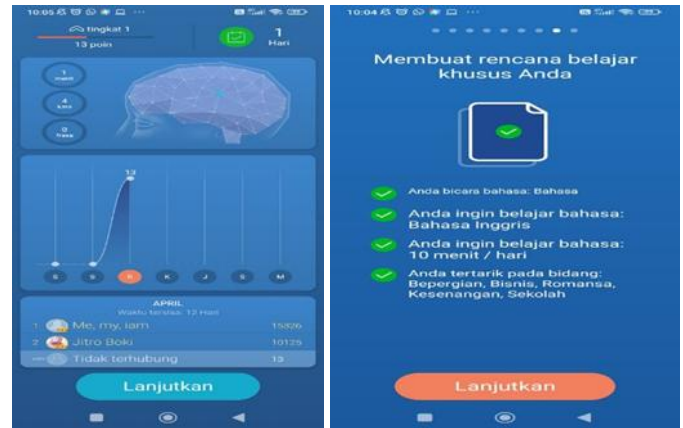 10:05
tingkat 1
13 poin
1
Hari
1
menit
4
kata
0
frasa
13
S S R K J S M
APRIL
Waktu tersisa: 12 Hari
1 Me, my, iam 15326
2 Jitro Boki 10125
Tidak terhubung 13
Lanjutkan
10:04
Membuat rencana belajar
khusus Anda
Anda bicara bahasa: Bahasa
Anda ingin belajar bahasa:
Bahasa Inggris
Anda ingin belajar bahasa:
10 menit / hari
Anda tertarik pada bidang:
Bepergian, Bisnis, Romansa,
Kesenangan, Sekolah
Lanjutkan